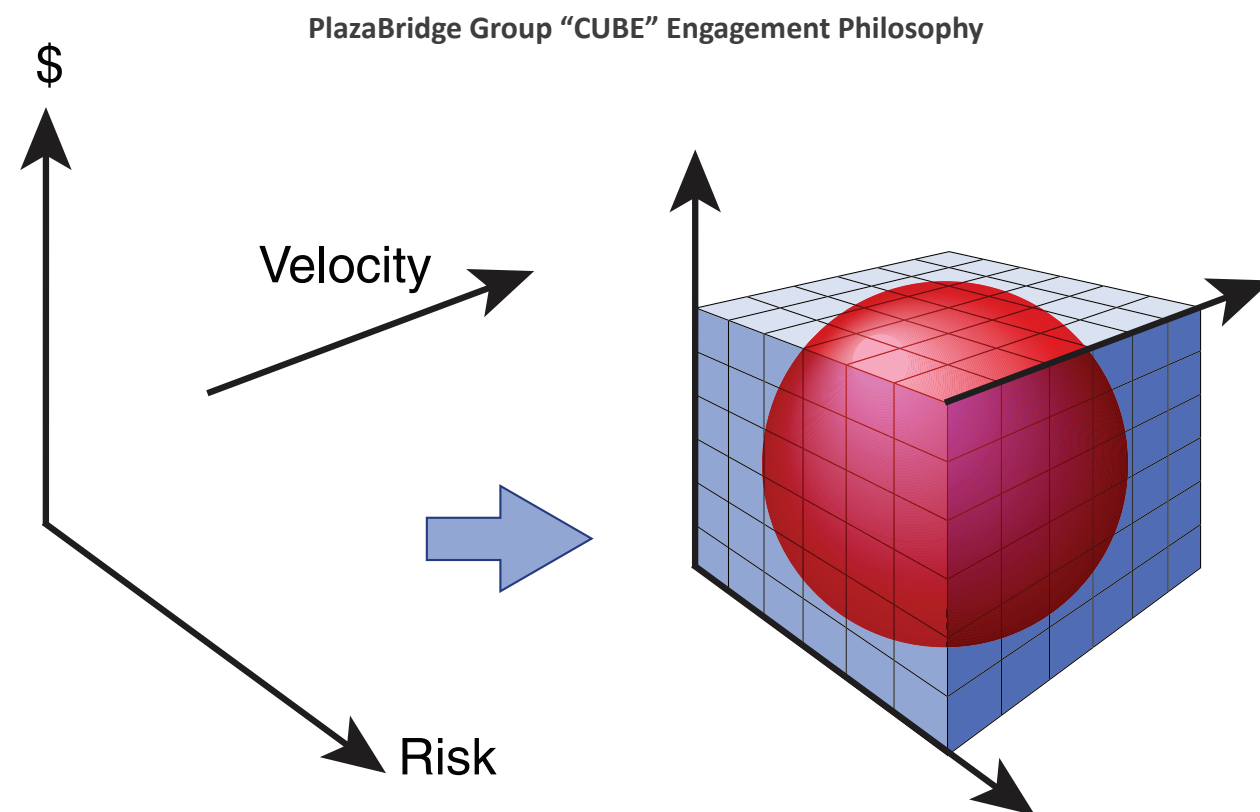 PlazaBridge Group “CUBE” Engagement Philosophy
$
Velocity
Risk